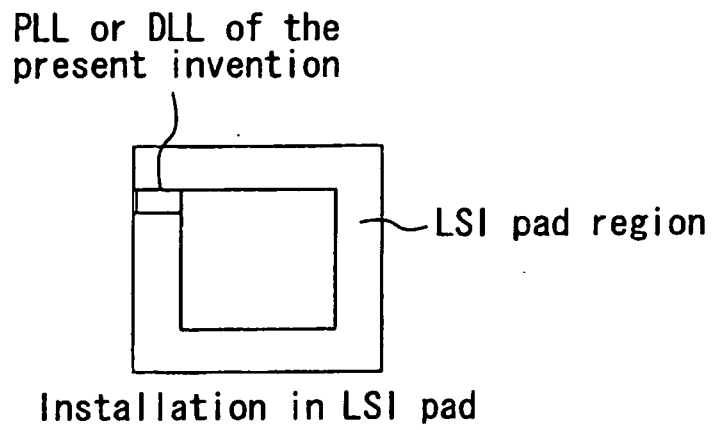 PLL or DLL of the
present invention
LSI pad region
Installation in LSI pad